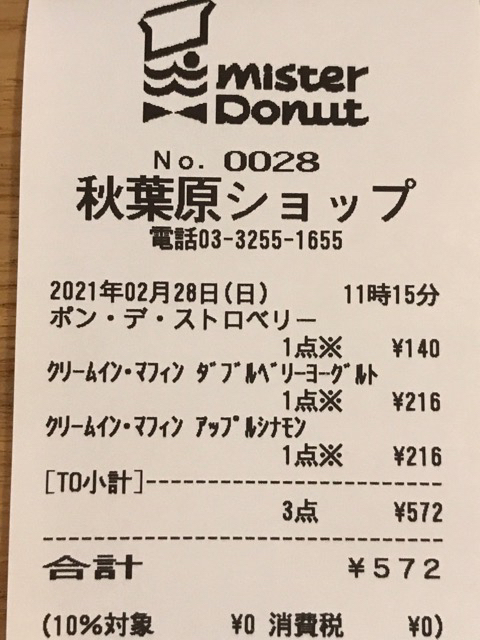 mister
Donut
No. 0028
秋葉原ショップ
電話03-3255-1655
2021年02月28日(日) 11時15分
ポン・デ・ストロベリー
1点※ ¥140
クリームイン・マフィン ダブルベリーヨーグルト
1点※ ¥216
クリームイン・マフィン アップルシナモン
1点※ ¥216
[TO小計]------------------------
3点 ¥572
--------------------------------
合計 ¥572
(10%対象 ¥0 消費税 ¥0)